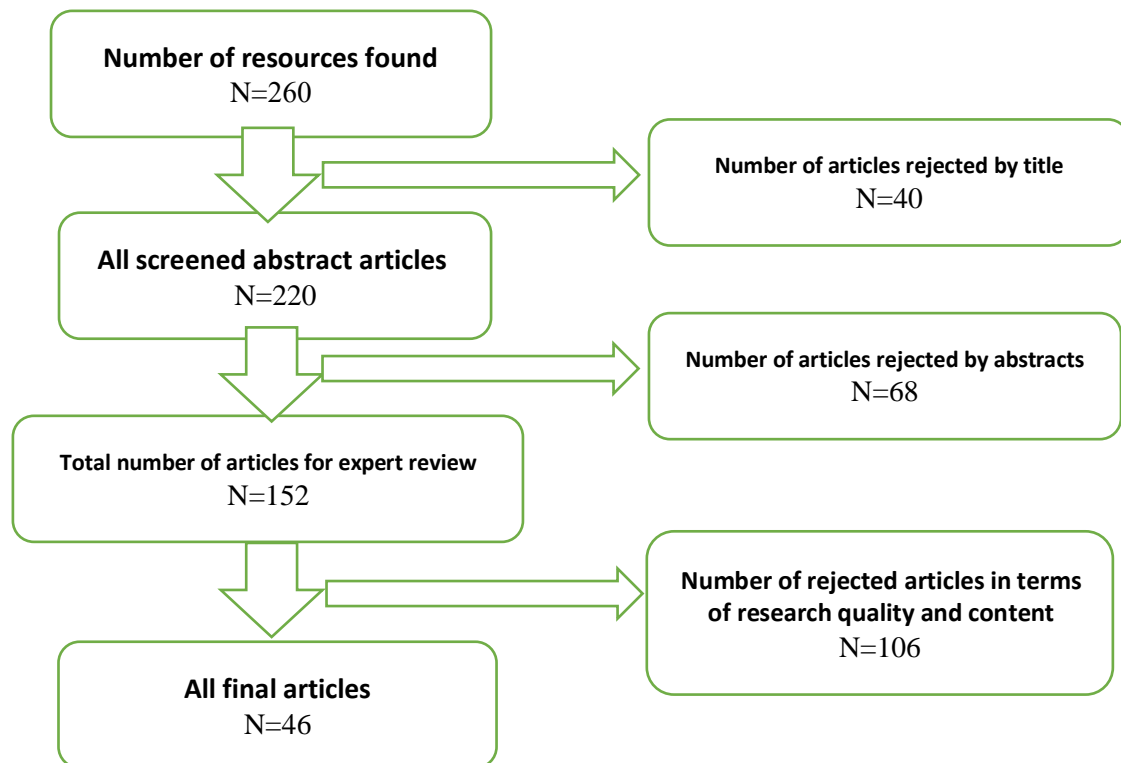 Number of resources found
N=260
Number of articles rejected by title
N=40
All screened abstract articles
N=220
Number of articles rejected by abstracts
N=68
Total number of articles for expert review
N=152
Number of rejected articles in terms
of research quality and content
N=106
All final articles
N=46